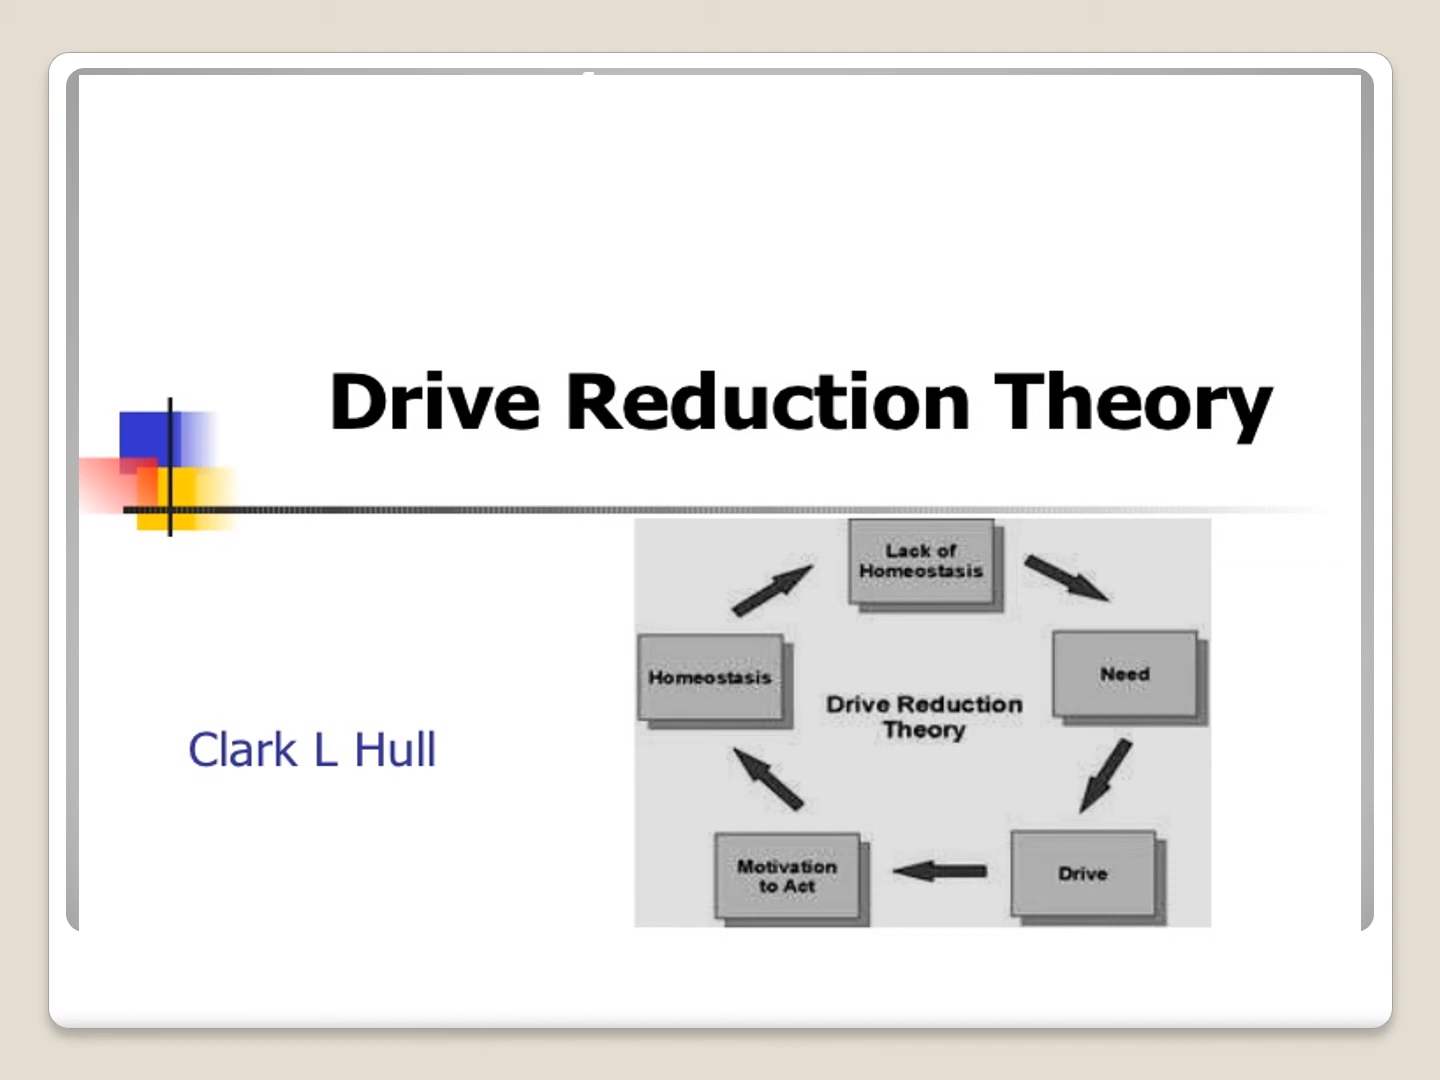 Drive Reduction Theory
Clark L Hull
Lack of
Homeostasis
Homeostasis
Need
Drive Reduction
Theory
Motivation
to Act
Drive